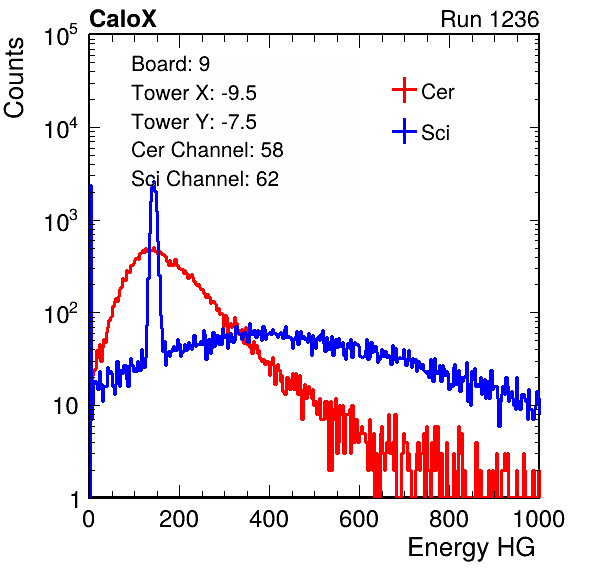 CaloX Run 1236
Counts
10^5
10^4
10^3
10^2
10
1
Board: 9
Tower X: -9.5
Tower Y: -7.5
Cer Channel: 58
Sci Channel: 62
Cer
Sci
0 200 400 600 800 1000
Energy HG